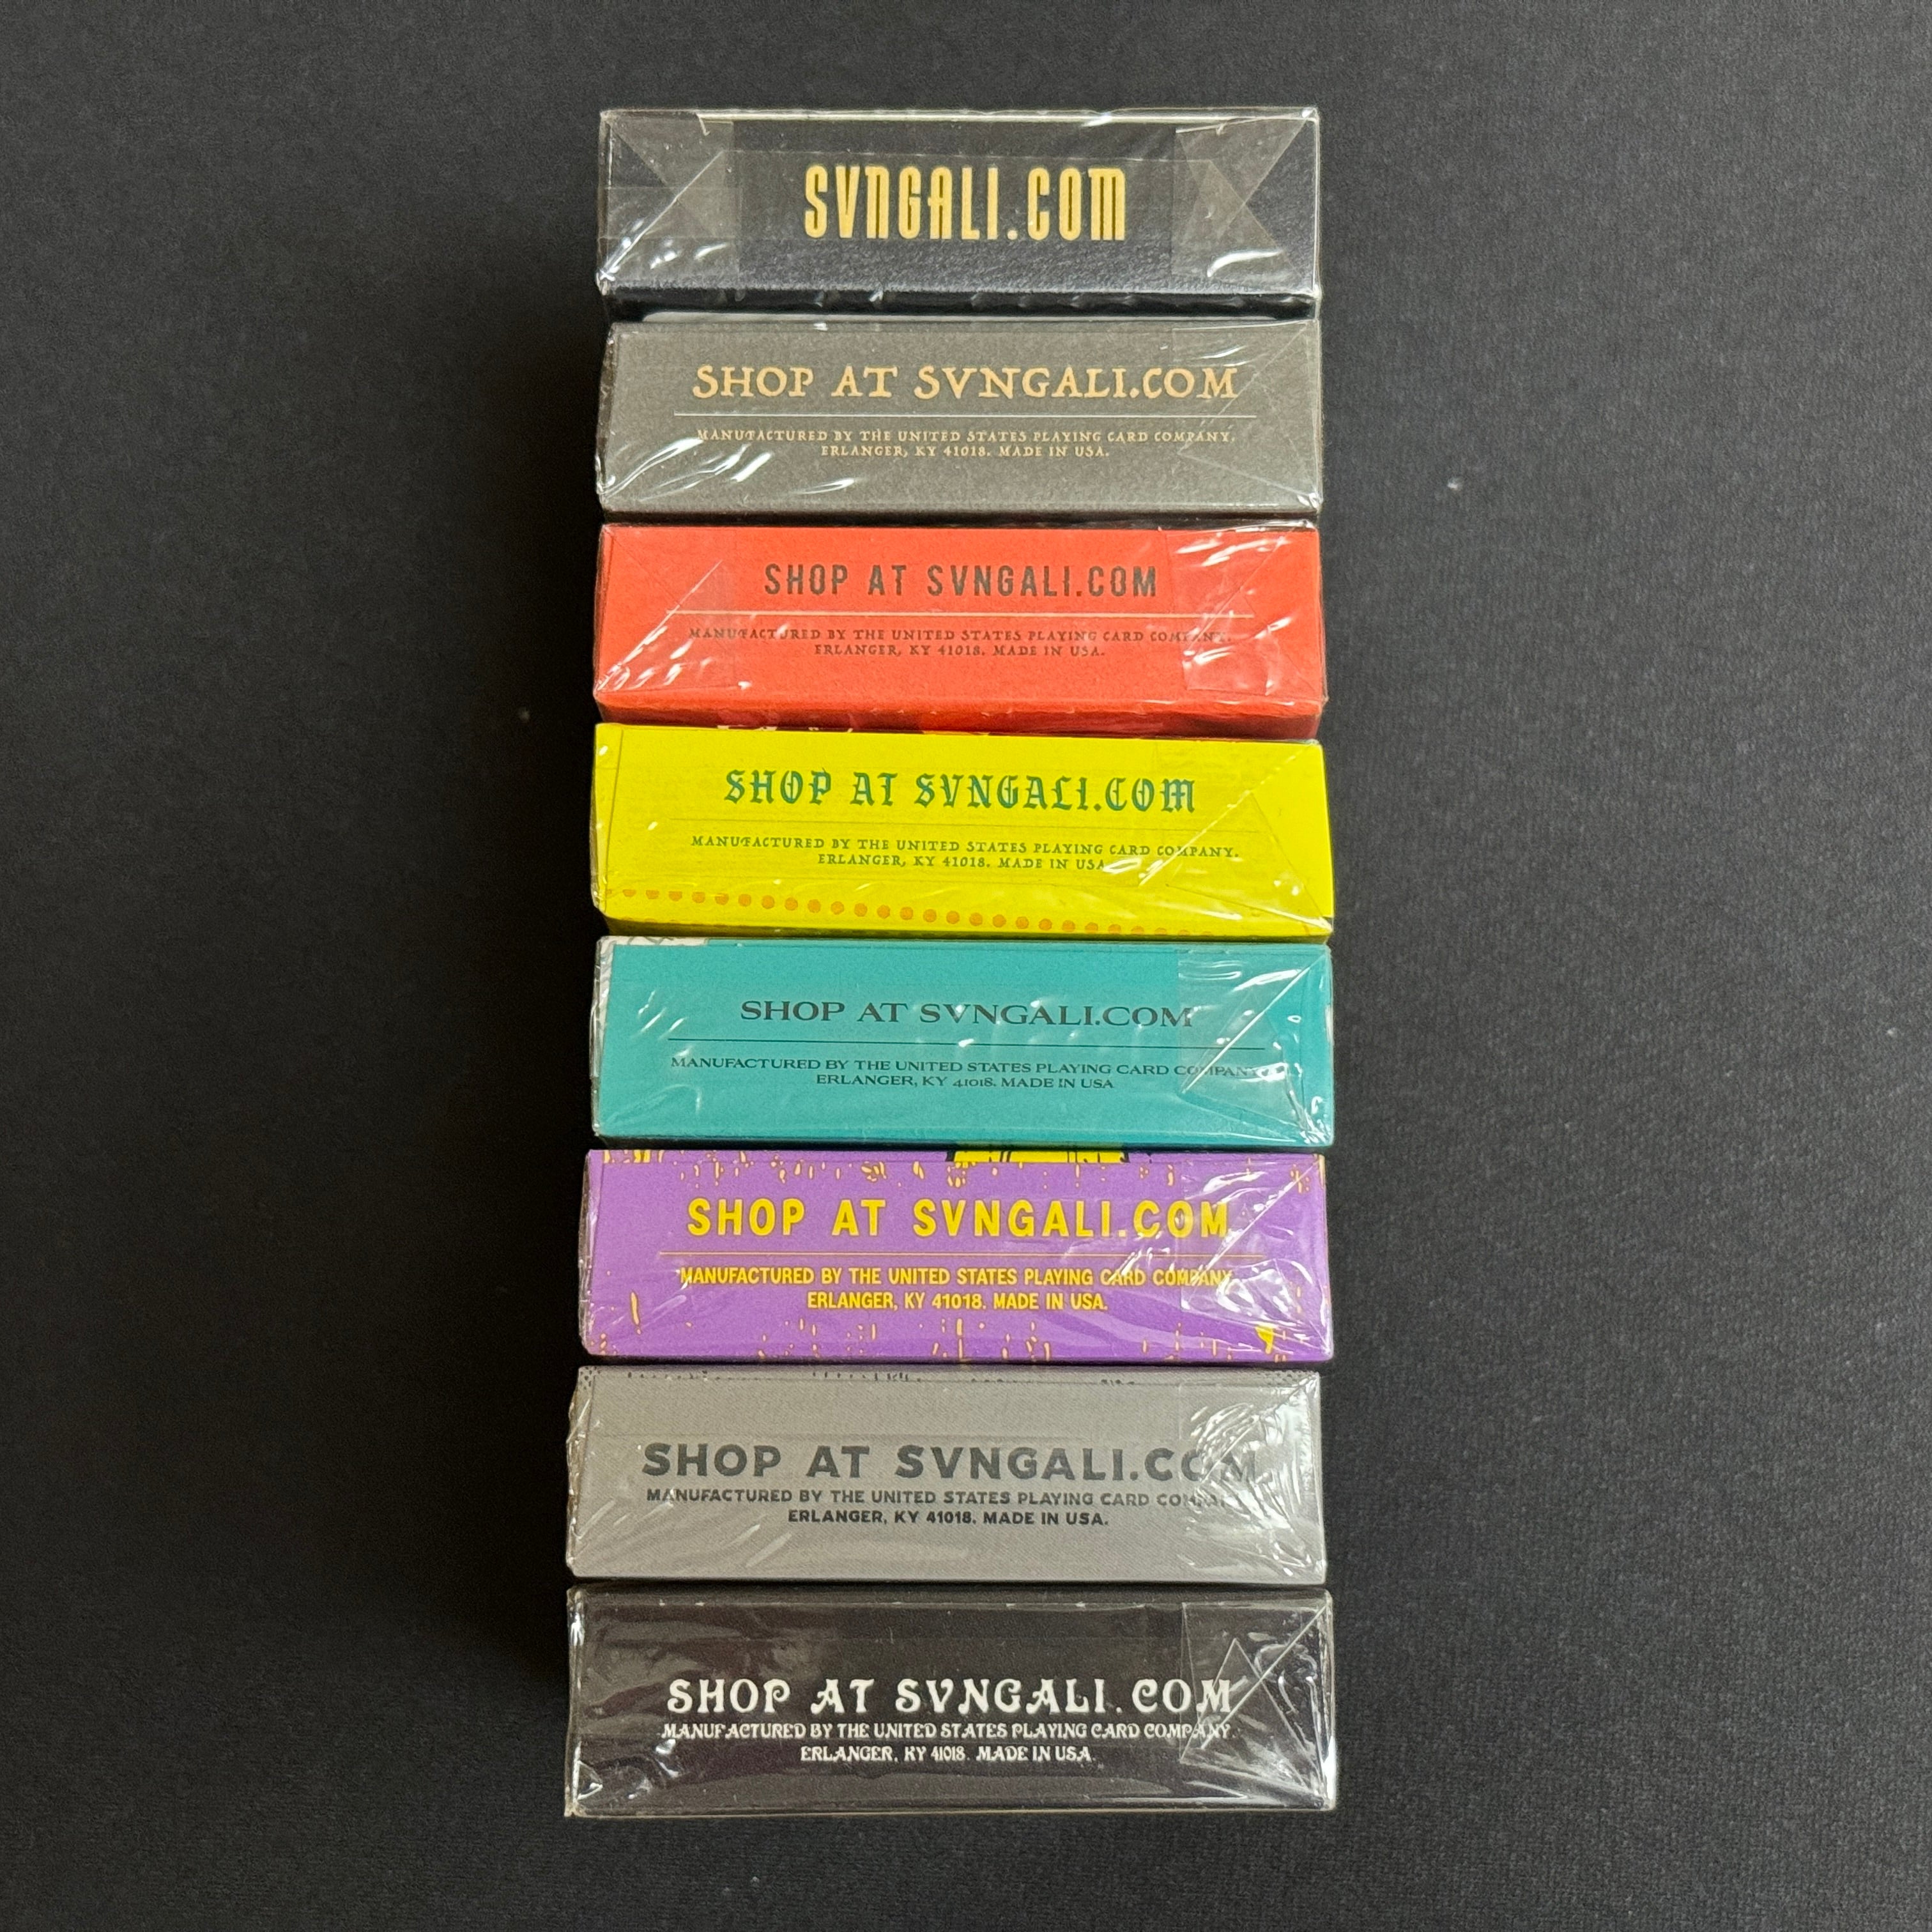 SVNGALI.COM
SHOP AT SVNGALI.COM
MANUFACTURED BY THE UNITED STATES PLAYING CARD COMPANY.
ERLANGER, KY 41018. MADE IN USA.
SHOP AT SVNGALI.COM
MANUFACTURED BY THE UNITED STATES PLAYING CARD COMPANY.
ERLANGER, KY 41018. MADE IN USA.
SHOP AT SVNGALI.COM
MANUFACTURED BY THE UNITED STATES PLAYING CARD COMPANY.
ERLANGER, KY 41018. MADE IN USA.
SHOP AT SVNGALI.COM
MANUFACTURED BY THE UNITED STATES PLAYING CARD COMPANY
ERLANGER, KY 41018. MADE IN USA
SHOP AT SVNGALI.COM
MANUFACTURED BY THE UNITED STATES PLAYING CARD COMPANY.
ERLANGER, KY 41018. MADE IN USA.
SHOP AT SVNGALI.COM
MANUFACTURED BY THE UNITED STATES PLAYING CARD COMPANY.
ERLANGER, KY 41018. MADE IN USA.
SHOP AT SVNGALI.COM
MANUFACTURED BY THE UNITED STATES PLAYING CARD COMPANY.
ERLANGER, KY 41018. MADE IN USA.